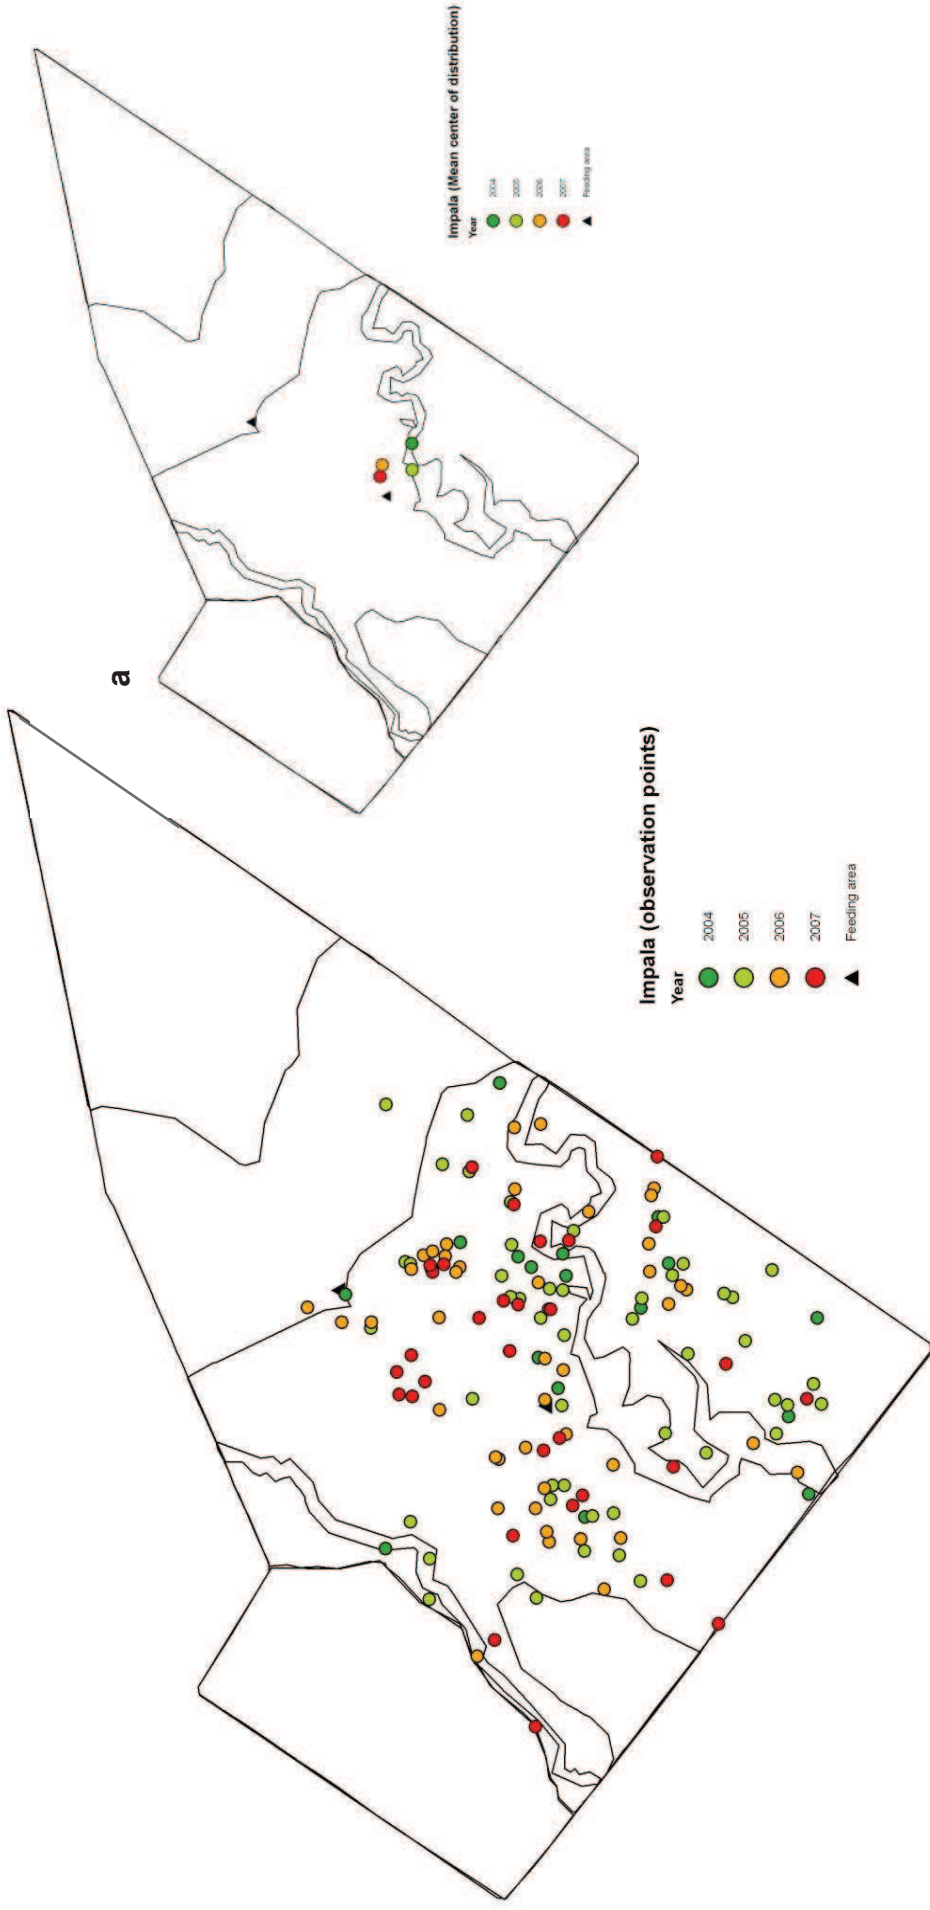 a
Impala (Mean center of distribution)
Year
2004
2005
2006
2007
Feeding area
Impala (observation points)
Year
2004
2005
2006
2007
Feeding area